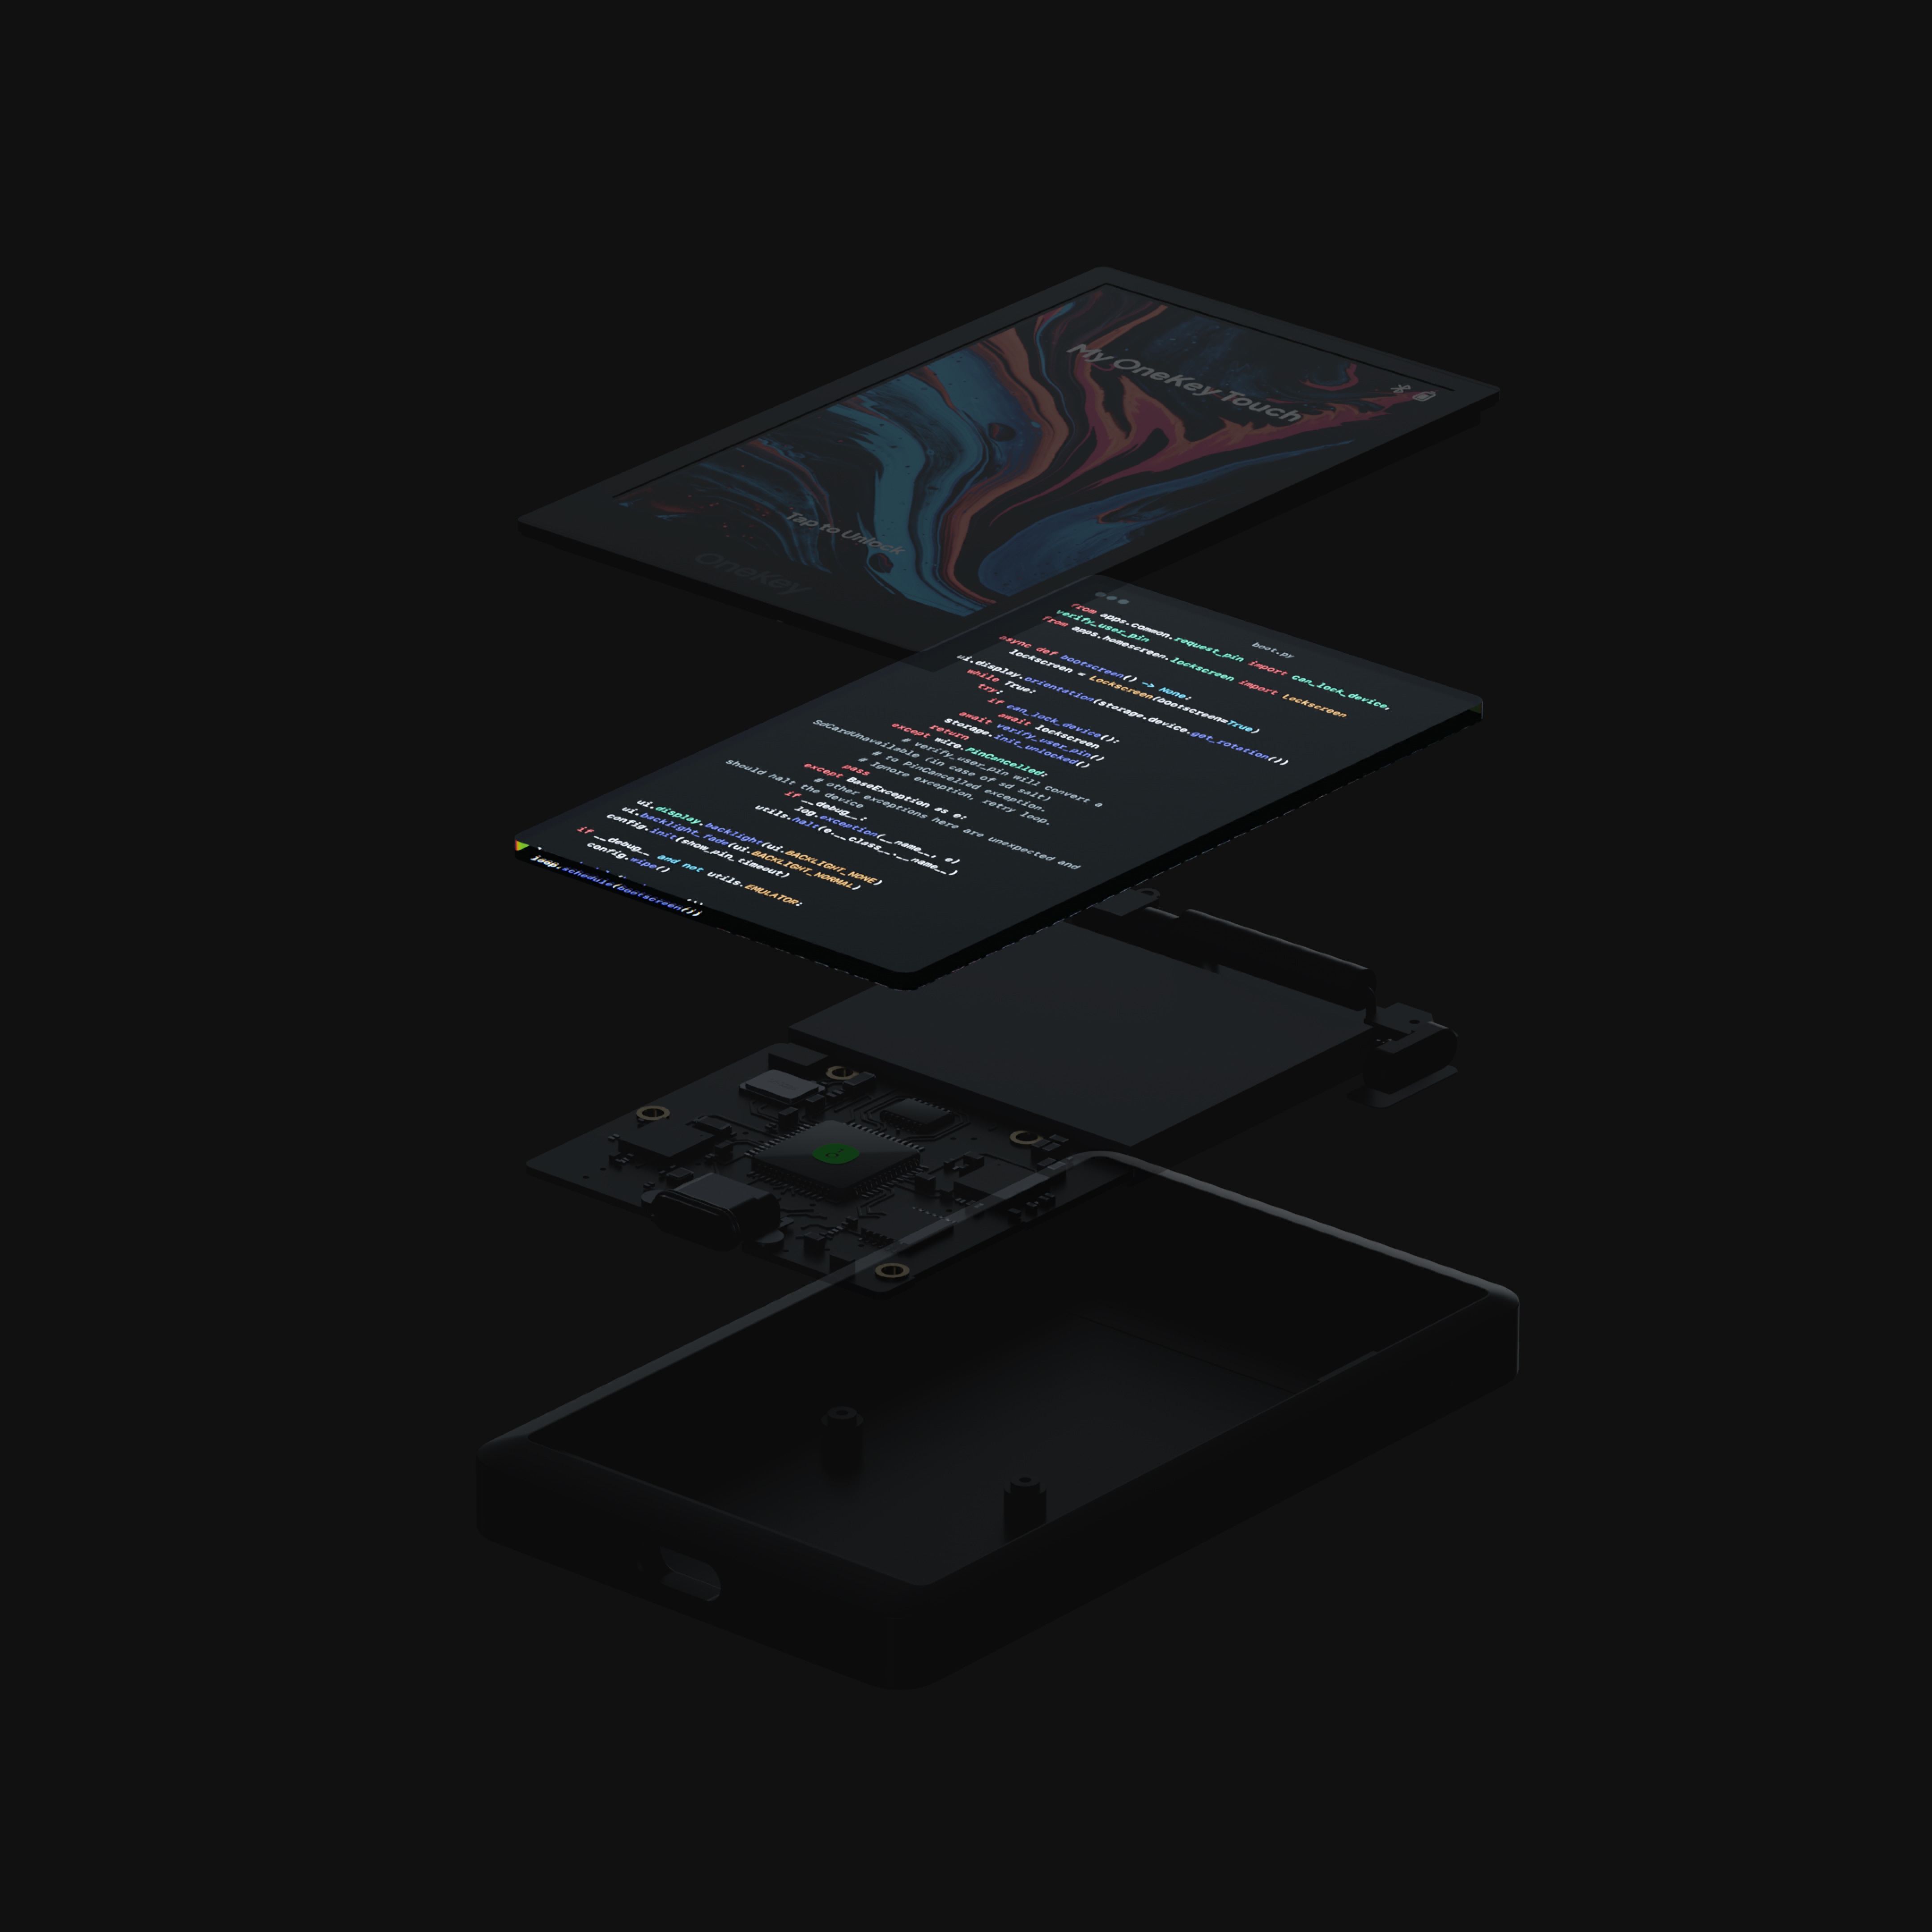 My OneKey Touch
Tap to Unlock
OneKey
boot.py
from apps.common.request_pin import can_lock_device,
verify_user_pin
from apps.homescreen.lockscreen import Lockscreen
async def bootscreen() -> None:
lockscreen = Lockscreen(bootscreen=True)
ui.display.orientation(storage.device.get_rotation())
while True:
try:
if can_lock_device():
await await lockscreen
verify_user_pin()
storage.init_unlocked()
return
except wire.PinCancelled:
# verify_user_pin will convert a
SdCardUnavailable (in case of sd salt)
# to PinCancelled exception.
# Ignore exception, retry loop.
pass
except BaseException as e:
# other exceptions here are unexpected and
should halt the device
if __debug__:
log.exception(__name__, e)
utils.halt(e.__class__.__name__)
ui.display.backlight(ui.BACKLIGHT_NONE)
ui.backlight_fade(ui.BACKLIGHT_NORMAL)
config.init(show_pin_timeout)
if __debug__ and not utils.EMULATOR:
config.wipe()
loop.schedule(bootscreen())